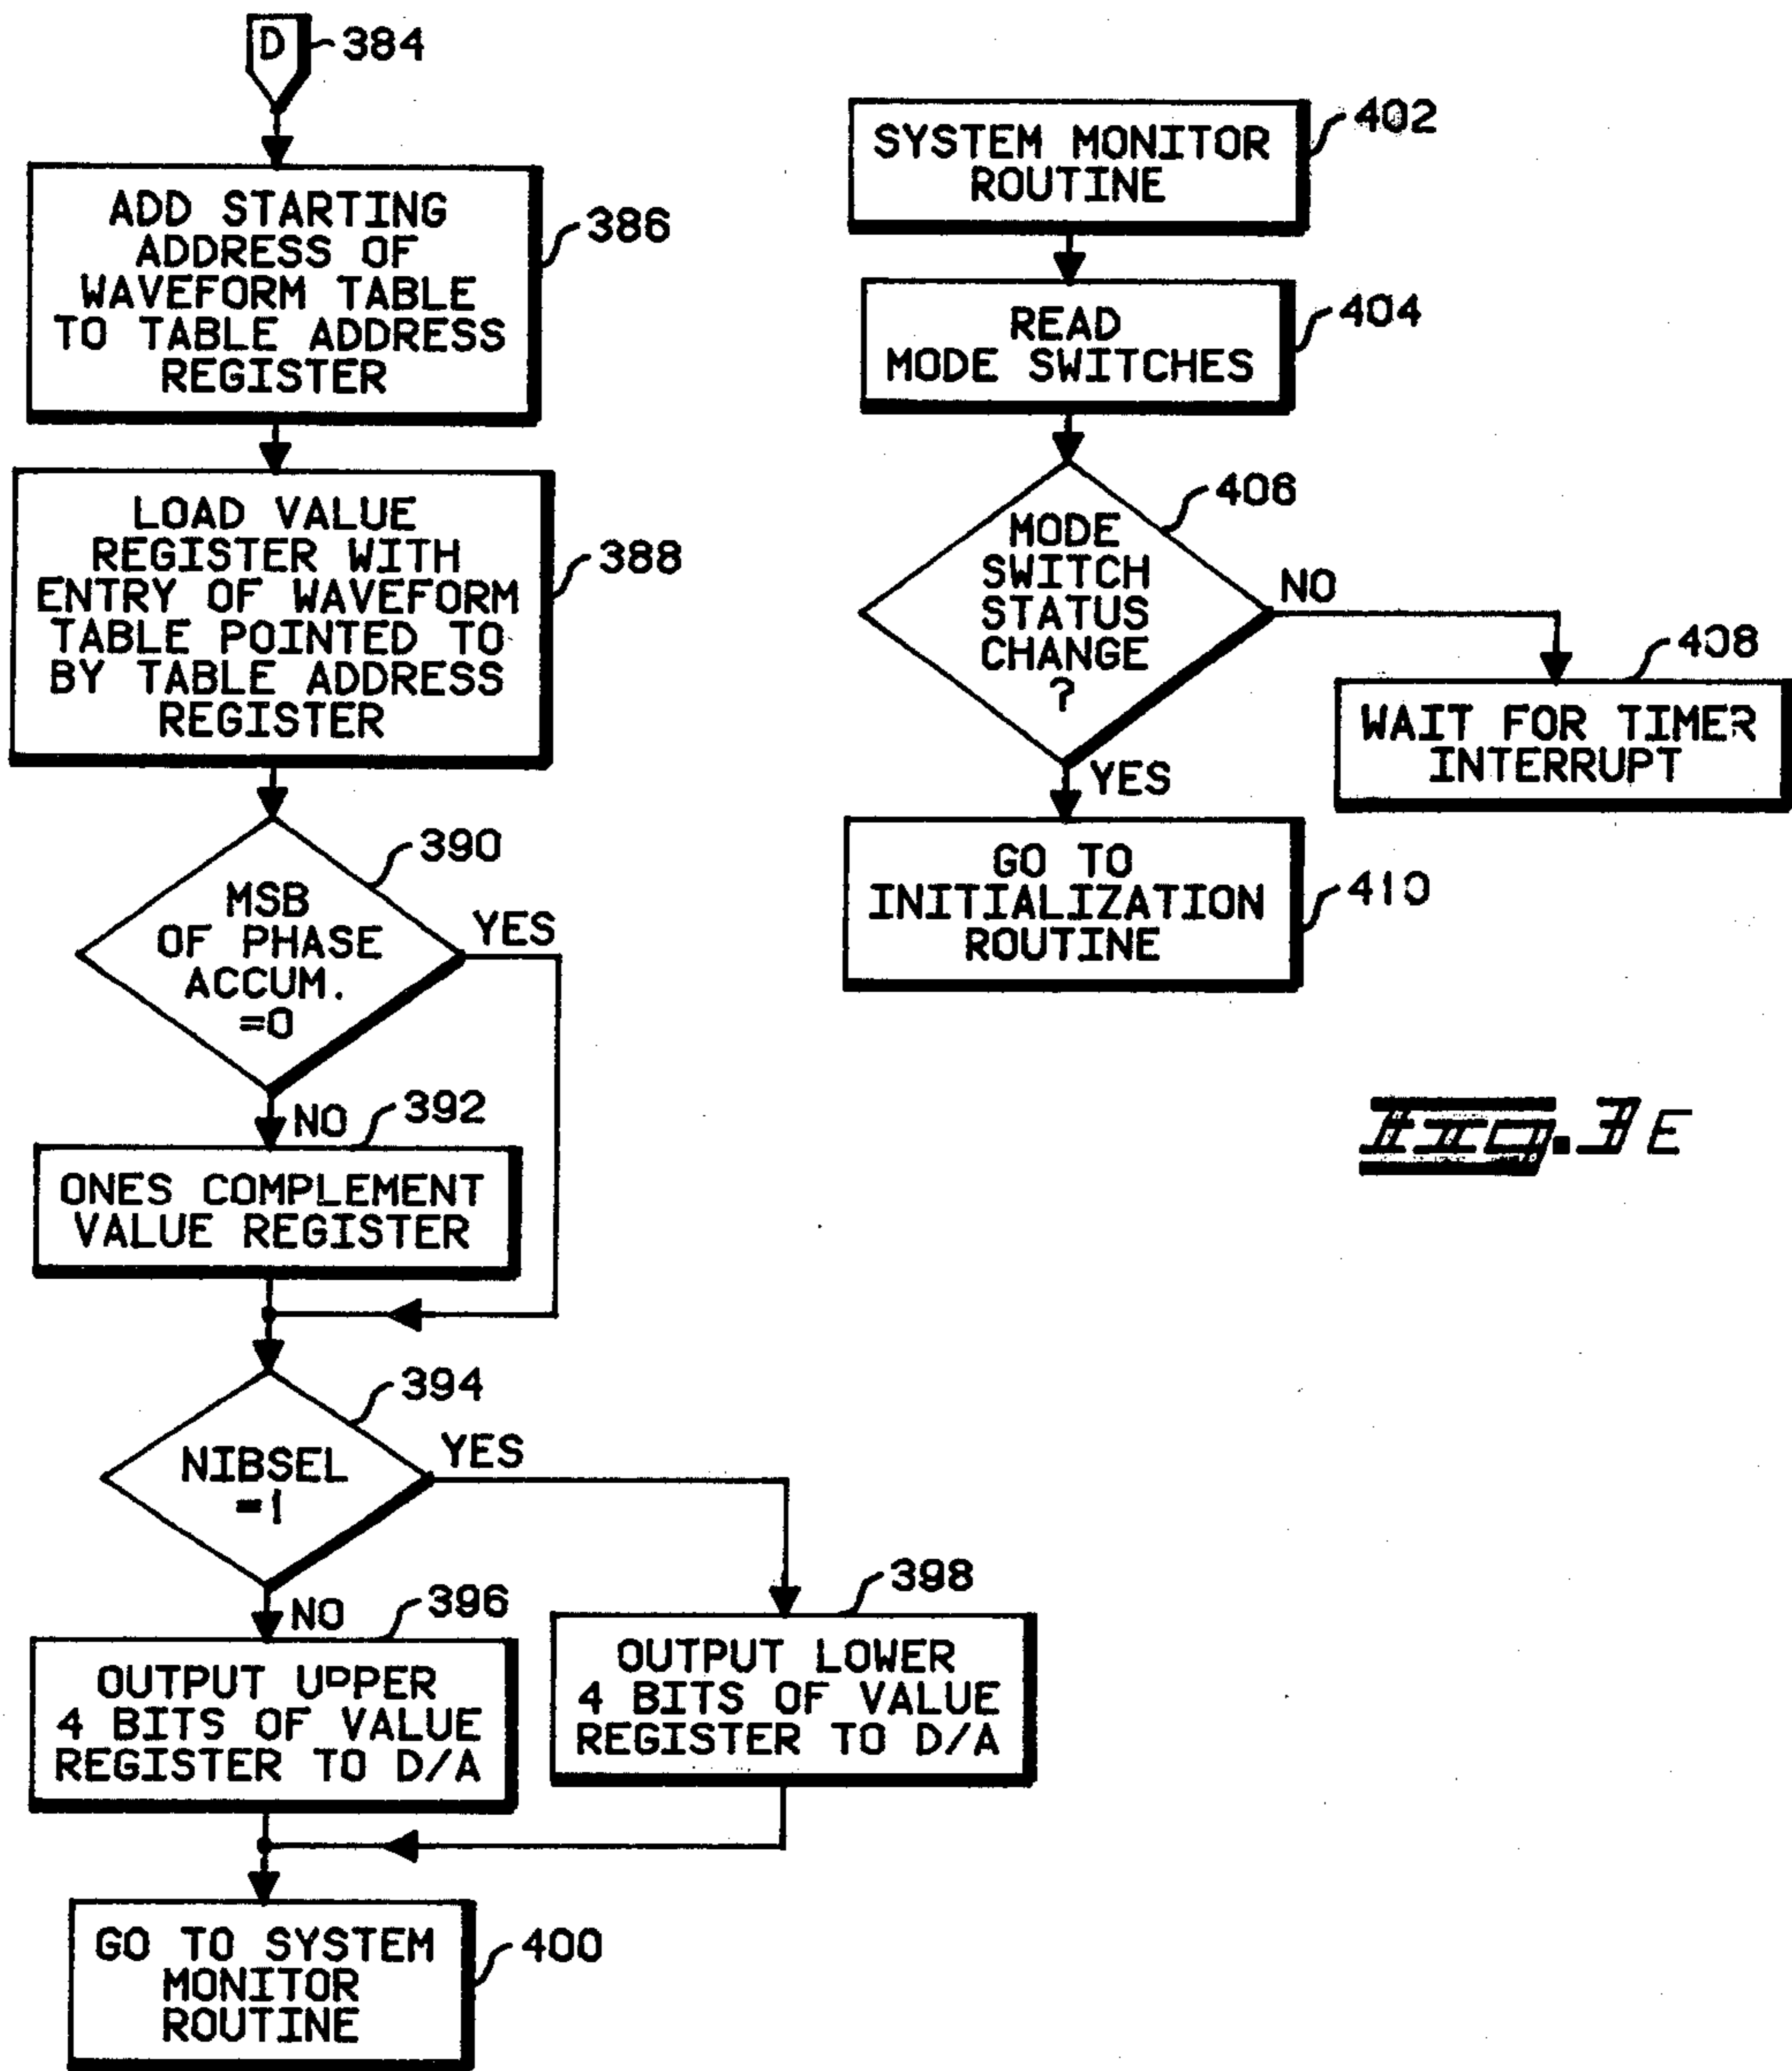 D 384
ADD STARTING
ADDRESS OF
WAVEFORM TABLE
TO TABLE ADDRESS
REGISTER
386
LOAD VALUE
REGISTER WITH
ENTRY OF WAVEFORM
TABLE POINTED TO
BY TABLE ADDRESS
REGISTER
388
390
MSB
OF PHASE
ACCUM.
=0
YES
NO
392
ONES COMPLEMENT
VALUE REGISTER
394
NIBSEL
=1
YES
NO
396
OUTPUT UPPER
4 BITS OF VALUE
REGISTER TO D/A
398
OUTPUT LOWER
4 BITS OF VALUE
REGISTER TO D/A
GO TO SYSTEM
MONITOR
ROUTINE
400
402
SYSTEM MONITOR
ROUTINE
404
READ
MODE SWITCHES
406
MODE
SWITCH
STATUS
CHANGE
?
NO
408
WAIT FOR TIMER
INTERRUPT
YES
GO TO
INITIALIZATION
ROUTINE
410
FIG. 3E